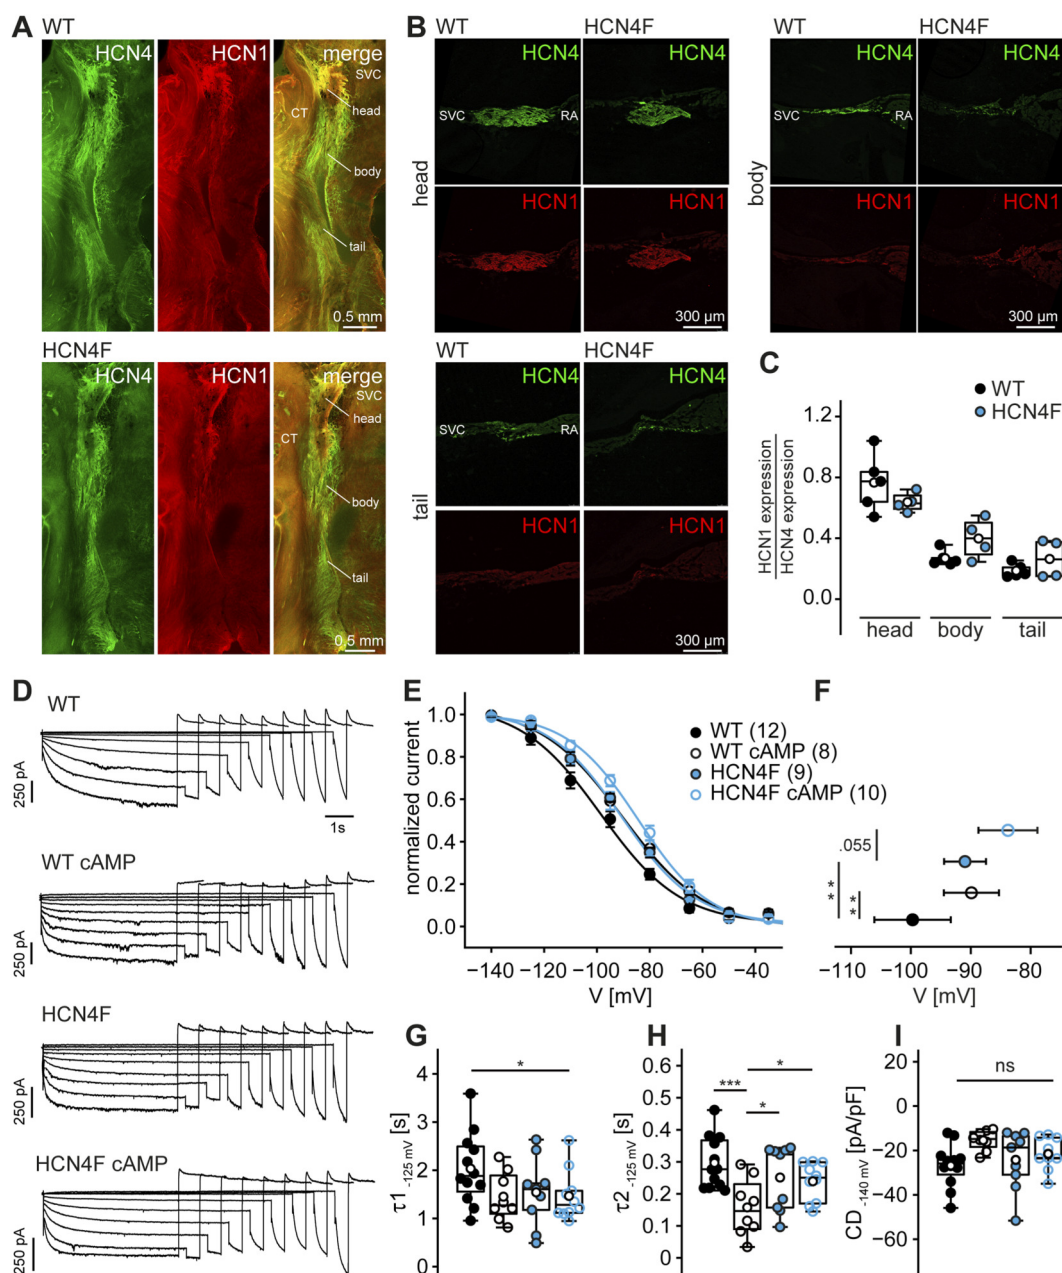 A
WT
HCN4
HCN1
merge
SVC
CT
head
body
tail
0.5 mm
HCN4F
HCN4
HCN1
merge
SVC
head
CT
body
tail
0.5 mm
B
WT
HCN4F
head
HCN4
HCN4
SVC
RA
HCN1
HCN1
300 μm
WT
HCN4F
body
HCN4
HCN4
SVC
RA
HCN1
HCN1
300 μm
WT
HCN4F
tail
HCN4
HCN4
SVC
RA
HCN1
HCN1
300 μm
C
WT
HCN4F
HCN1 expression
HCN4 expression
1.2
0.8
0.4
0.0
head
body
tail
D
WT
250 pA
1s
WT cAMP
250 pA
HCN4F
250 pA
HCN4F cAMP
250 pA
E
normalized current
1.0
0.8
0.6
0.4
0.2
0.0
−140 −120 −100 −80 −60 −40
V [mV]
WT (12)
WT cAMP (8)
HCN4F (9)
HCN4F cAMP (10)
F
.055
**
**
−110 −100 −90 −80
V [mV]
G
τ1 -125 mV [s]
4
3
2
1
0
*
H
τ2 -125 mV [s]
0.6
0.5
0.4
0.3
0.2
0.1
0
***
*
*
I
CD -140 mV [pA/pF]
20
0
−20
−40
−60
ns